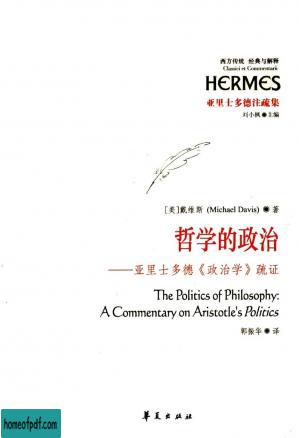 西方传统 经典与解释
Classici et Commentarii
HERMES
亚里士多德注疏集
刘小枫●主编
[美]戴维斯 (Michael Davis) ●著
哲学的政治
——亚里士多德《政治学》疏证
The Politics of Philosophy:
A Commentary on Aristotle's Politics
郭振华●译
华夏出版社
homeofpdf.com